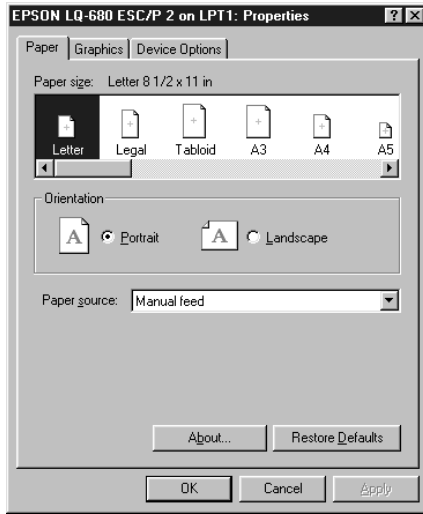 EPSON LQ-680 ESC/P 2 on LPT1: Properties
Paper Graphics Device Options
Paper size: Letter 8 1/2 x 11 in
Letter Legal Tabloid A3 A4 A5
Orientation
A Portrait A Landscape
Paper source: Manual feed
About... Restore Defaults
OK Cancel Apply